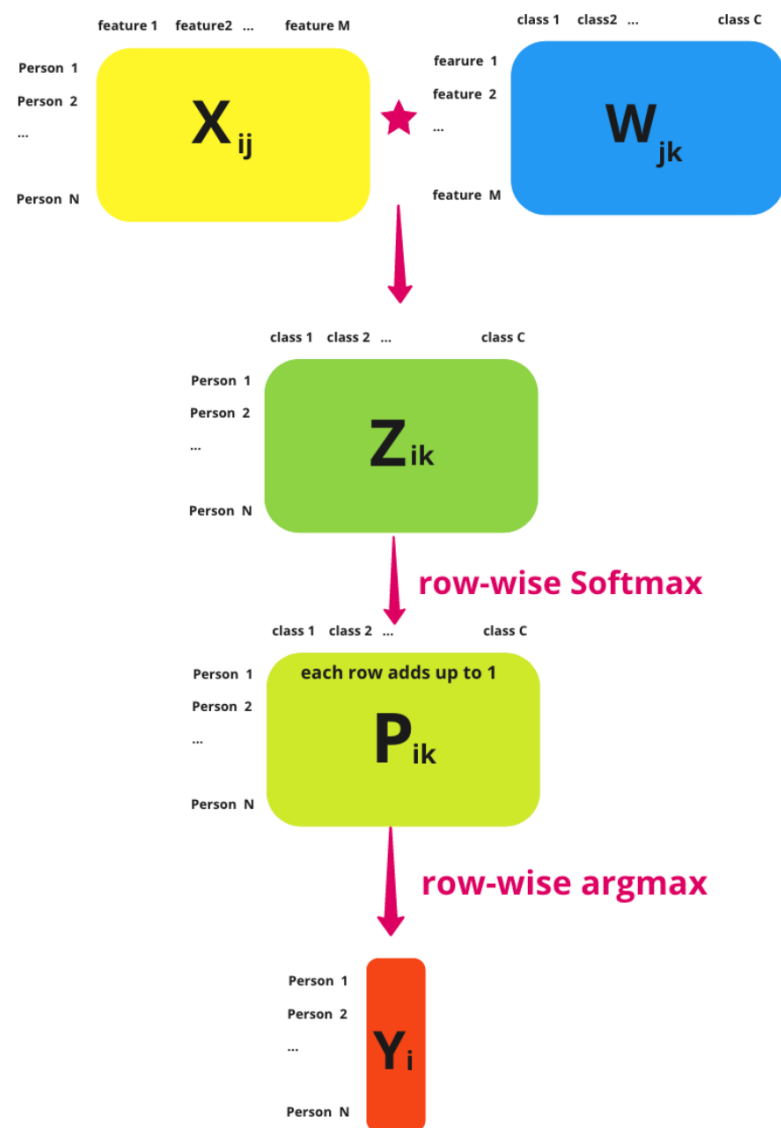 feature 1 feature2 ... feature M
class 1 class2 ... class C
Person 1
Person 2
...
Person N
X ij
fearure 1
feature 2
...
feature M
W jk
class 1 class 2 ... class C
Person 1
Person 2
...
Person N
Z ik
row-wise Softmax
class 1 class 2 ... class C
Person 1
Person 2
...
Person N
each row adds up to 1
P ik
row-wise argmax
Person 1
Person 2
...
Person N
Y i